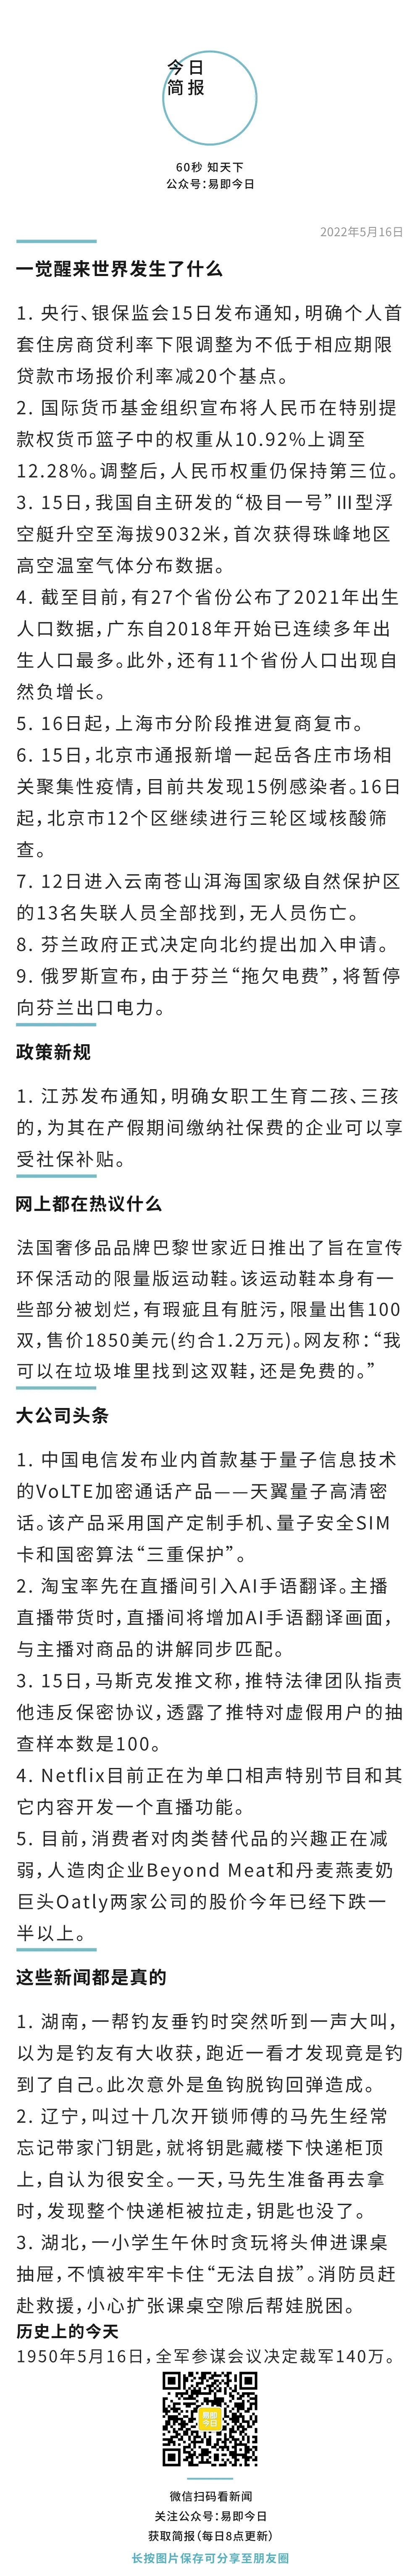 今日
简报
60秒 知天下
公众号：易即今日
2022年5月16日
一觉醒来世界发生了什么
1. 央行、银保监会15日发布通知，明确个人首
套住房商贷利率下限调整为不低于相应期限
贷款市场报价利率减20个基点。
2. 国际货币基金组织宣布将人民币在特别提
款权货币篮子中的权重从10.92%上调至
12.28%。调整后，人民币权重仍保持第三位。
3. 15日，我国自主研发的“极目一号”Ⅲ型浮
空艇升空至海拔9032米，首次获得珠峰地区
高空温室气体分布数据。
4. 截至目前，有27个省份公布了2021年出生
人口数据，广东自2018年开始已连续多年出
生人口最多。此外，还有11个省份人口出现自
然负增长。
5. 16日起，上海市分阶段推进复商复市。
6. 15日，北京市通报新增一起岳各庄市场相
关聚集性疫情，目前共发现15例感染者。16日
起，北京市12个区继续进行三轮区域核酸筛
查。
7. 12日进入云南苍山洱海国家级自然保护区
的13名失联人员全部找到，无人员伤亡。
8. 芬兰政府正式决定向北约提出加入申请。
9. 俄罗斯宣布，由于芬兰“拖欠电费”，将暂停
向芬兰出口电力。
政策新规
1. 江苏发布通知，明确女职工生育二孩、三孩
的，为其在产假期间缴纳社保费的企业可以享
受社保补贴。
网上都在热议什么
法国奢侈品品牌巴黎世家近日推出了旨在宣传
环保活动的限量版运动鞋。该运动鞋本身有一
些部分被划烂，有瑕疵且有脏污，限量出售100
双，售价1850美元(约合1.2万元)。网友称：“我
可以在垃圾堆里找到这双鞋，还是免费的。”
大公司头条
1. 中国电信发布业内首款基于量子信息技术
的VoLTE加密通话产品——天翼量子高清密
话。该产品采用国产定制手机、量子安全SIM
卡和国密算法“三重保护”。
2. 淘宝率先在直播间引入AI手语翻译。主播
直播带货时，直播间将增加AI手语翻译画面，
与主播对商品的讲解同步匹配。
3. 15日，马斯克发推文称，推特法律团队指责
他违反保密协议，透露了推特对虚假用户的抽
查样本数是100。
4. Netflix目前正在为单口相声特别节目和其
它内容开发一个直播功能。
5. 目前，消费者对肉类替代品的兴趣正在减
弱，人造肉企业Beyond Meat和丹麦燕麦奶
巨头Oatly两家公司的股价今年已经下跌一
半以上。
这些新闻都是真的
1. 湖南，一帮钓友垂钓时突然听到一声大叫，
以为是钓友有大收获，跑近一看才发现竟是钓
到了自己。此次意外是鱼钩脱钩回弹造成。
2. 辽宁，叫过十几次开锁师傅的马先生经常
忘记带家门钥匙，就将钥匙藏楼下快递柜顶
上，自认为很安全。一天，马先生准备再去拿
时，发现整个快递柜被拉走，钥匙也没了。
3. 湖北，一小学生午休时贪玩将头伸进课桌
抽屉，不慎被牢牢卡住“无法自拔”。消防员赶
赴救援，小心扩张课桌空隙后帮娃脱困。
历史上的今天
1950年5月16日，全军参谋会议决定裁军140万。
易即
今日
微信扫码看新闻
关注公众号：易即今日
获取简报（每日8点更新）
长按图片保存可分享至朋友圈